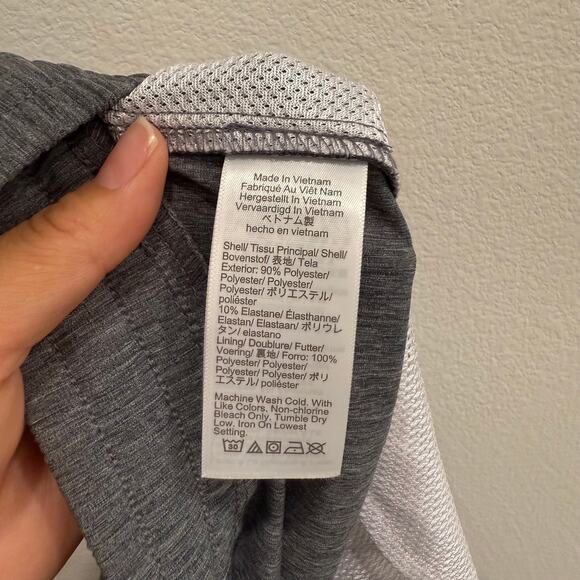 Made In Vietnam
Fabriqué Au Viêt Nam
Hergestellt In Vietnam
Vervaardigd In Vietnam
ベトナム製
hecho en vietnam
Shell/ Tissu Principal/ Shell/
Bovenstof/ 表地/ Tela
Exterior: 90% Polyester/
Polyester/ Polyester/
Polyester/ ポリエステル/
poliéster
10% Elastane/ Élasthanne/
Elastan/ Elastaan/ ポリウレ
タン/ elastano
Lining/ Doublure/ Futter/
Voering/ 裏地/ Forro: 100%
Polyester/ Polyester/
Polyester/ Polyester/ ポリ
エステル/ poliéster
Machine Wash Cold. With
Like Colors. Non-chlorine
Bleach Only. Tumble Dry
Low. Iron On Lowest
Setting.
30